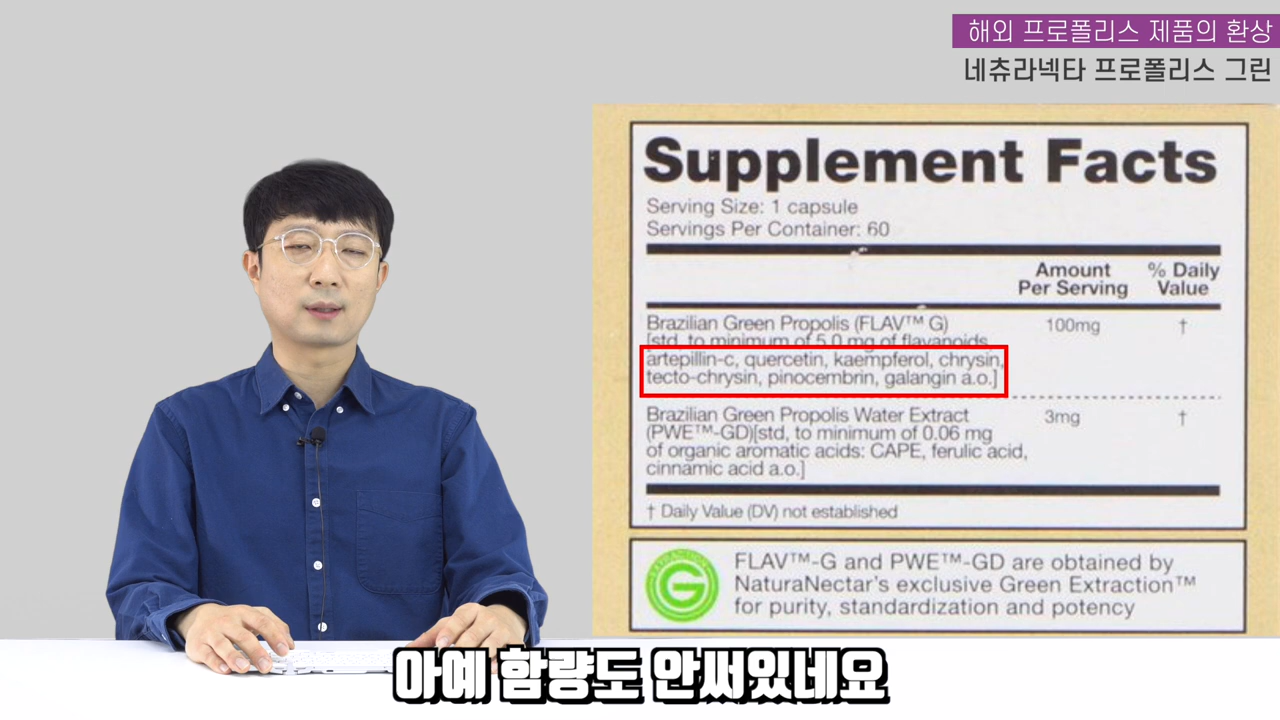 해외 프로폴리스 제품의 환상
네츄라넥타 프로폴리스 그린
Supplement Facts
Serving Size: 1 capsule
Servings Per Container: 60
Amount Per Serving
% Daily Value
Brazilian Green Propolis (FLAV™ G) 100mg †
[std. to minimum of 5.0 mg of flavanoids
artepillin-c, quercetin, kaempferol, chrysin,
tecto-chrysin, pinocembrin, galangin a.o.]
Brazilian Green Propolis Water Extract 3mg †
(PWE™-GD)[std, to minimum of 0.06 mg
of organic aromatic acids: CAPE, ferulic acid,
cinnamic acid a.o.]
† Daily Value (DV) not established
EXTRACTION
G
FLAV™-G and PWE™-GD are obtained by
NaturaNectar's exclusive Green Extraction™
for purity, standardization and potency
아예 함량도 안써있네요